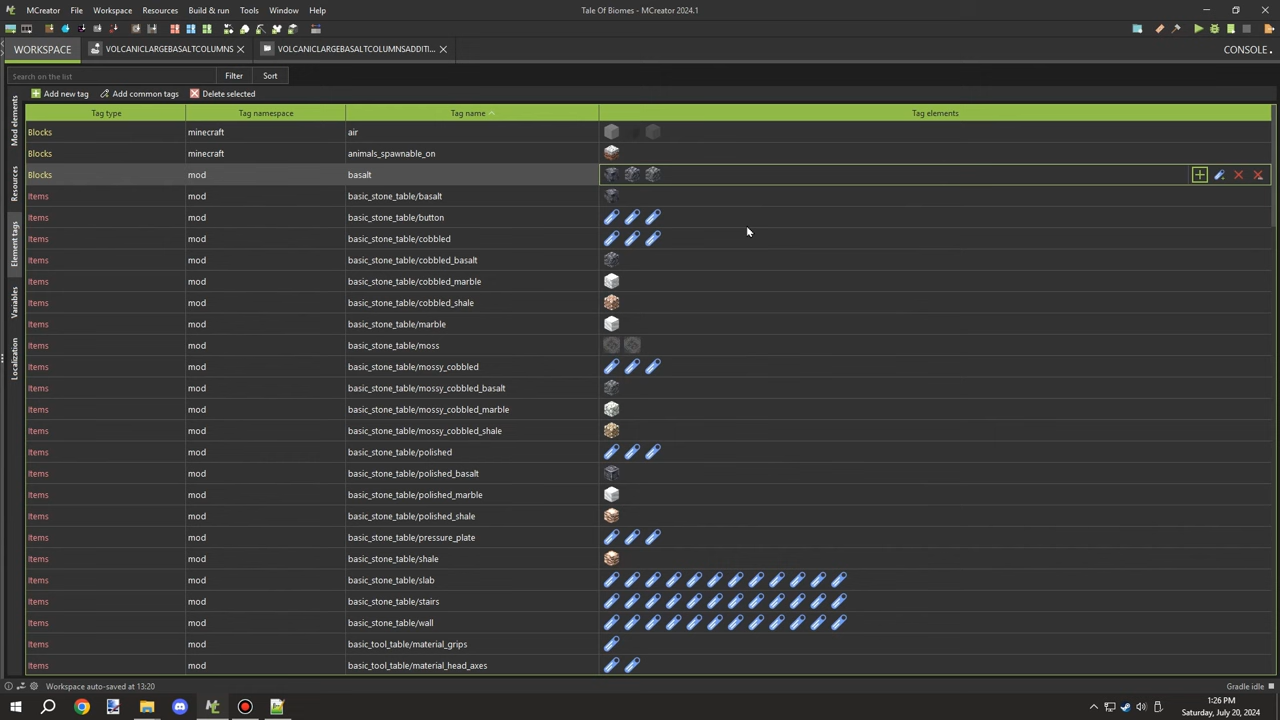 MCreator File Workspace Resources Build & run Tools Window Help
Tale Of Biomes - MCreator 2024.1
WORKSPACE
VOLCANICLARGEBASALTCOLUMNS
VOLCANICLARGEBASALTCOLUMNSADDITI...
CONSOLE
Search on the list
Filter
Sort
Add new tag
Add common tags
Delete selected
Mod elements
Resources
Element tags
Variables
Localization
Tag type Tag namespace Tag name Tag elements
Blocks minecraft air
Blocks minecraft animals_spawnable_on
Blocks mod basalt
Items mod basic_stone_table/basalt
Items mod basic_stone_table/button
Items mod basic_stone_table/cobbled
Items mod basic_stone_table/cobbled_basalt
Items mod basic_stone_table/cobbled_marble
Items mod basic_stone_table/cobbled_shale
Items mod basic_stone_table/marble
Items mod basic_stone_table/moss
Items mod basic_stone_table/mossy_cobbled
Items mod basic_stone_table/mossy_cobbled_basalt
Items mod basic_stone_table/mossy_cobbled_marble
Items mod basic_stone_table/mossy_cobbled_shale
Items mod basic_stone_table/polished
Items mod basic_stone_table/polished_basalt
Items mod basic_stone_table/polished_marble
Items mod basic_stone_table/polished_shale
Items mod basic_stone_table/pressure_plate
Items mod basic_stone_table/shale
Items mod basic_stone_table/slab
Items mod basic_stone_table/stairs
Items mod basic_stone_table/wall
Items mod basic_tool_table/material_grips
Items mod basic_tool_table/material_head_axes
Workspace auto-saved at 13:20
Gradle idle
1:26 PM
Saturday, July 20, 2024